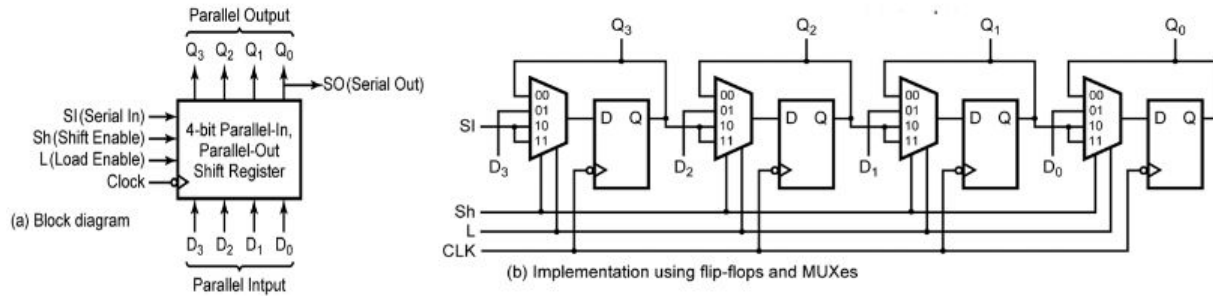 Parallel Output
Q3 Q2 Q1 Q0
SO (Serial Out)
SI (Serial In)
Sh (Shift Enable)
L (Load Enable)
Clock
4-bit Parallel-In,
Parallel-Out
Shift Register
(a) Block diagram
D3 D2 D1 D0
Parallel Intput
Q3 Q2 Q1 Q0
00 00 00 00
01 01 01 01
10 10 10 10
11 11 11 11
D Q D Q D Q D Q
SI
D3 D2 D1 D0
Sh
L
CLK
(b) Implementation using flip-flops and MUXes